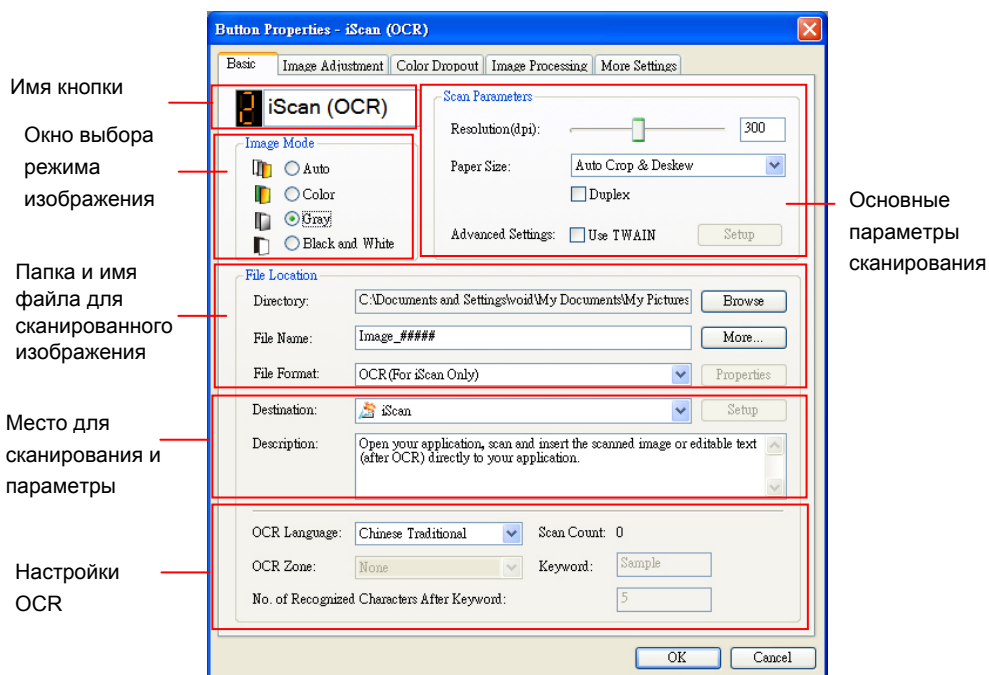 Button Properties - iScan (OCR)
Basic Image Adjustment Color Dropout Image Processing More Settings
Имя кнопки
2 iScan (OCR)
Окно выбора
режима
изображения
Image Mode
Auto
Color
Gray
Black and White
Scan Parameters
Resolution(dpi): 300
Paper Size: Auto Crop & Deskew
Duplex
Advanced Settings: Use TWAIN Setup
Основные
параметры
сканирования
Папка и имя
файла для
сканированного
изображения
File Location
Directory: C:\Documents and Settings\void\My Documents\My Pictures Browse
File Name: Image_##### More...
File Format: OCR(For iScan Only) Properties
Место для
сканирования и
параметры
Destination: iScan Setup
Description: Open your application, scan and insert the scanned image or editable text
(after OCR) directly to your application.
Настройки
OCR
OCR Language: Chinese Traditional Scan Count: 0
OCR Zone: None Keyword: Sample
No. of Recognized Characters After Keyword: 5
OK Cancel